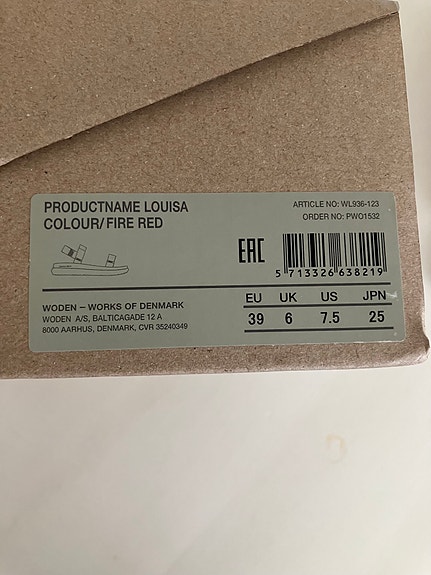 PRODUCTNAME LOUISA
COLOUR/FIRE RED
ARTICLE NO: WL936-123
ORDER NO: PWO1532
EAC
5 713326 638219
WODEN – WORKS OF DENMARK
WODEN A/S, BALTICAGADE 12 A
8000 AARHUS, DENMARK, CVR 35240349
EU UK US JPN
39 6 7.5 25